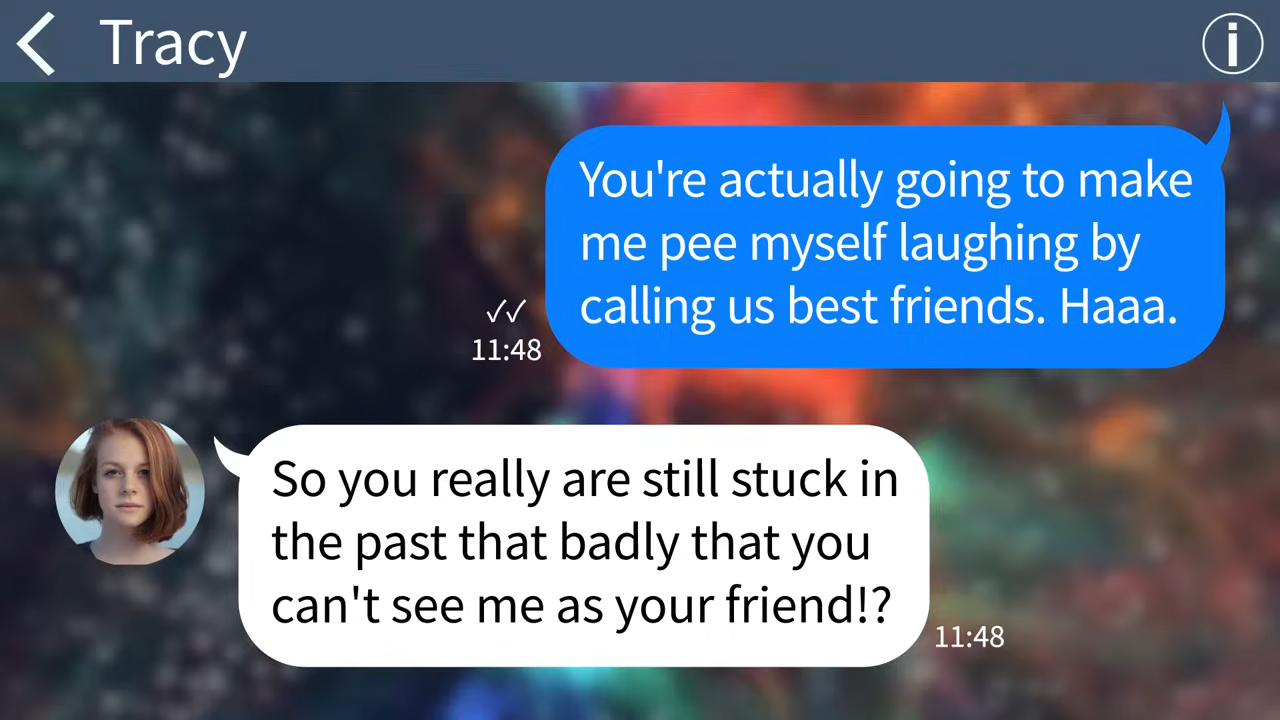 Tracy
You're actually going to make
me pee myself laughing by
calling us best friends. Haaa.
11:48
So you really are still stuck in
the past that badly that you
can't see me as your friend!?
11:48